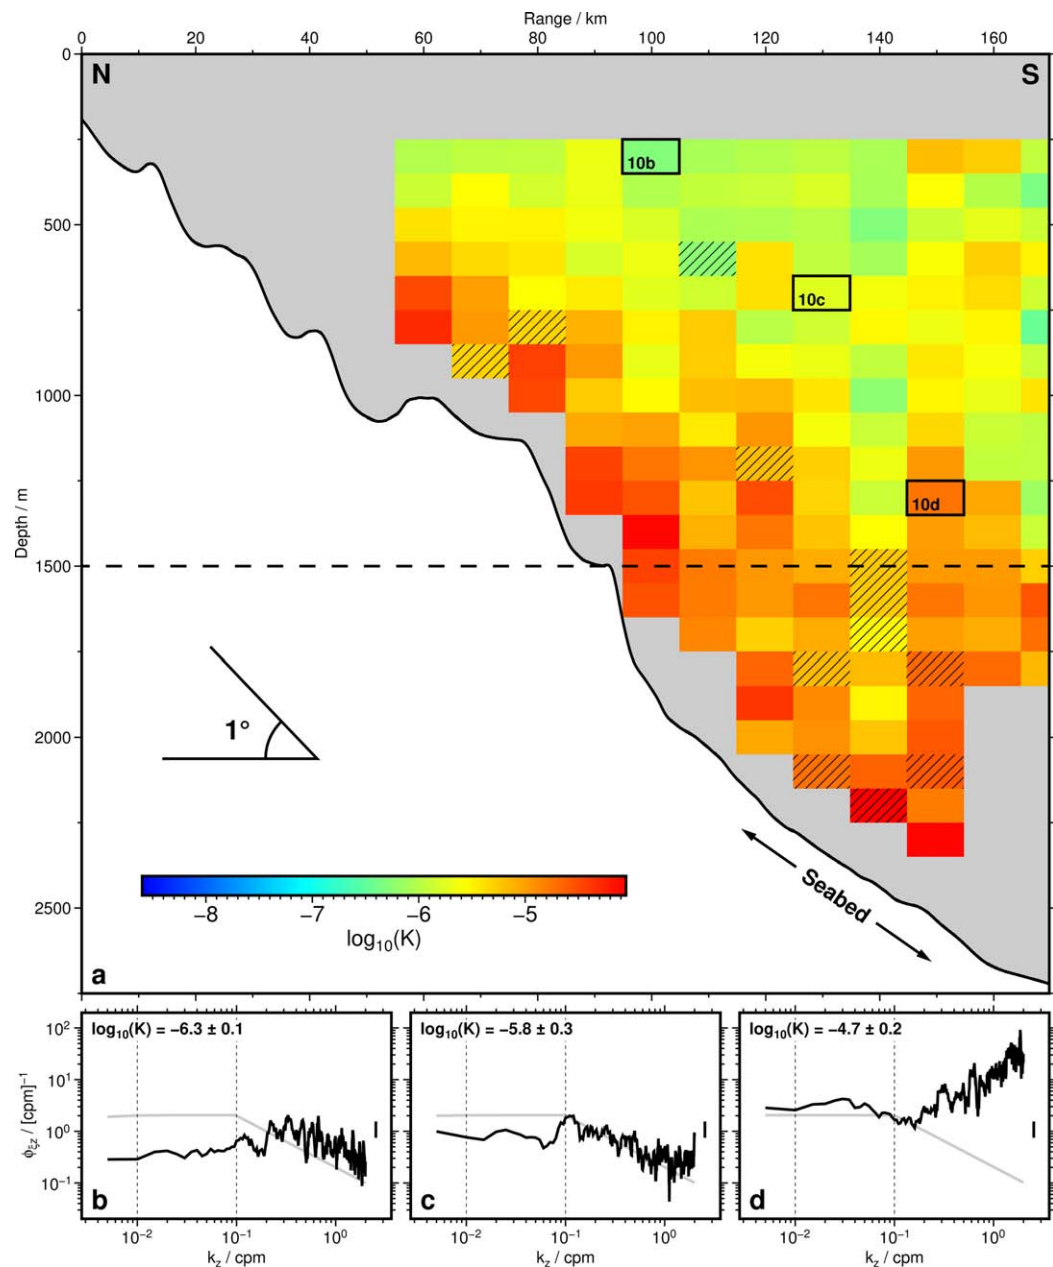 Range / km
0 20 40 60 80 100 120 140 160
0
N S
10b
500
10c
1000
Depth / m
10d
1500
1°
2000
Seabed
2500
−8 −7 −6 −5
log₁₀(K)
a
log₁₀(K) = −6.3 ± 0.1 log₁₀(K) = −5.8 ± 0.3 log₁₀(K) = −4.7 ± 0.2
10²
10¹
10⁰
10⁻¹
ϕξz / [cpm]⁻¹
b c d
10⁻² 10⁻¹ 10⁰ 10⁻² 10⁻¹ 10⁰ 10⁻² 10⁻¹ 10⁰
k_z / cpm k_z / cpm k_z / cpm